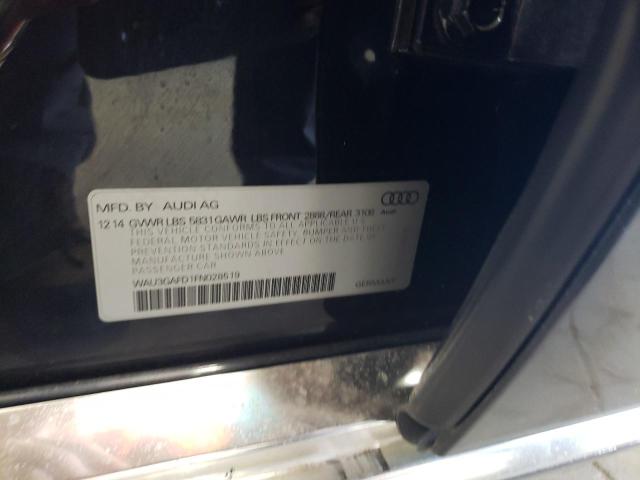 MFD. BY AUDI AG
Audi
12 14 GVWR LBS 5831 GAWR LBS FRONT 2888/REAR 3100
THIS VEHICLE CONFORMS TO ALL APPLICABLE U.S.
FEDERAL MOTOR VEHICLE SAFETY, BUMPER AND THEFT
PREVENTION STANDARDS IN EFFECT ON THE DATE OF
MANUFACTURE SHOWN ABOVE
PASSENGER CAR
WAU3GAFD1FN028519
GERMANY